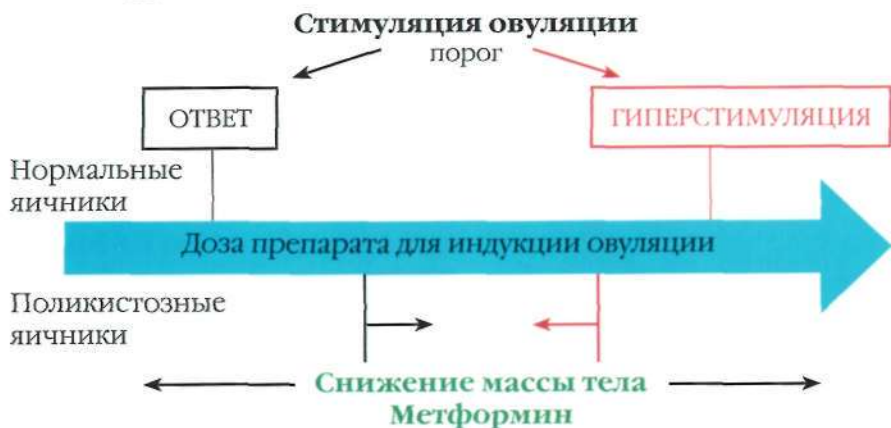 Стимуляция овуляции
порог
ОТВЕТ
ГИПЕРСТИМУЛЯЦИЯ
Нормальные
яичники
Доза препарата для индукции овуляции
Поликистозные
яичники
Снижение массы тела
Метформин